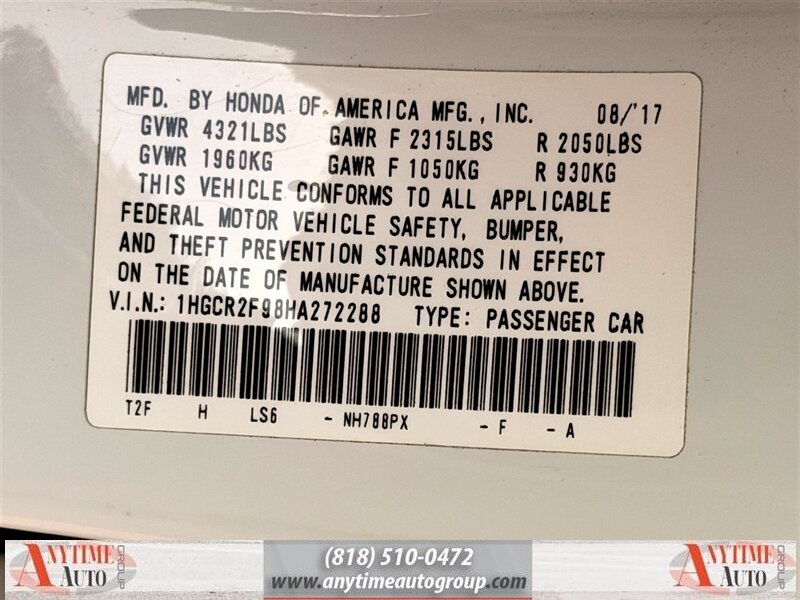 MFD. BY HONDA OF AMERICA MFG., INC. 08/'17
GVWR 4321LBS GAWR F 2315LBS R 2050LBS
GVWR 1960KG GAWR F 1050KG R 930KG
THIS VEHICLE CONFORMS TO ALL APPLICABLE
FEDERAL MOTOR VEHICLE SAFETY, BUMPER,
AND THEFT PREVENTION STANDARDS IN EFFECT
ON THE DATE OF MANUFACTURE SHOWN ABOVE.
V.I.N.: 1HGCR2F98HA272288 TYPE: PASSENGER CAR
T2F H LS6 - NH788PX - F - A
ANYTIME AUTO GROUP
(818) 510-0472
www.anytimeautogroup.com
ANYTIME AUTO GROUP